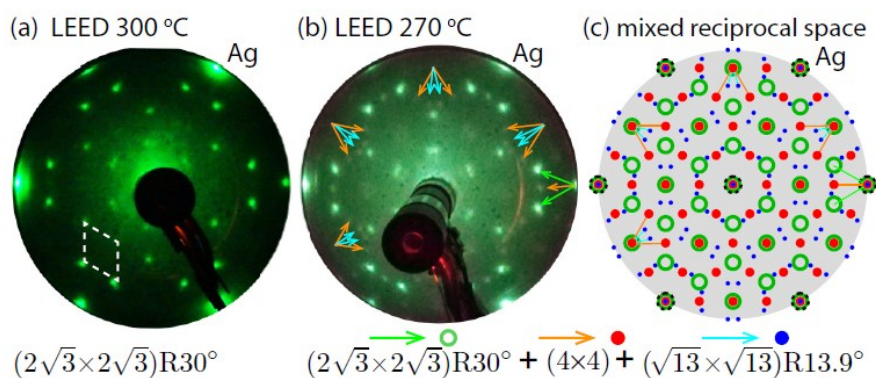 (a) LEED 300 °C
Ag
(b) LEED 270 °C
Ag
(c) mixed reciprocal space
Ag
(2√3×2√3)R30°
(2√3×2√3)R30° + (4×4) + (√13×√13)R13.9°